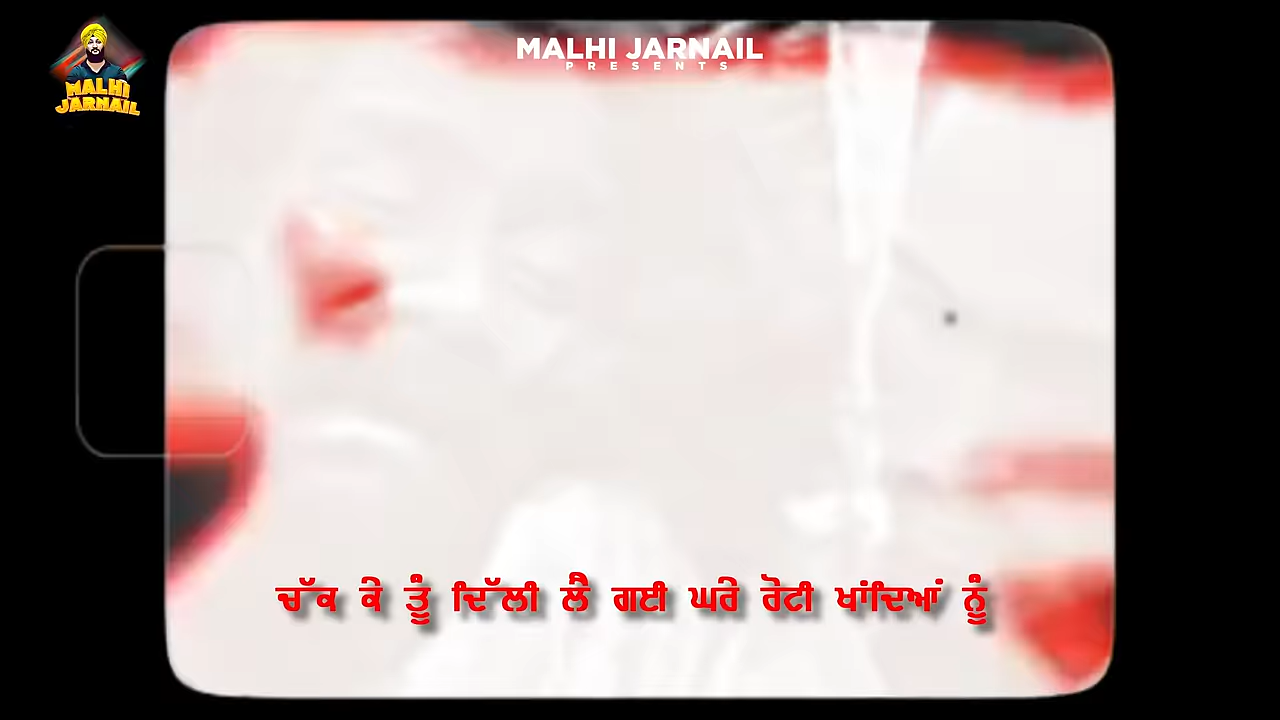 MALHI JARNAIL
PRESENTS
MALHI
JARNAIL
ਚੱਕ ਕੇ ਤੂੰ ਦਿੱਲੀ ਲੈ ਗਈ ਘਰੇ ਰੋਟੀ ਖਾਂਦਿਆਂ ਨੂੰ